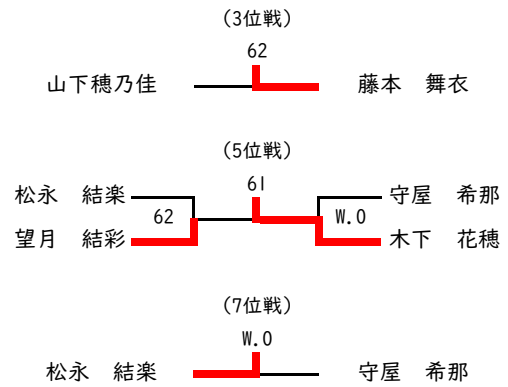 (3位戦)
62
山下穂乃佳 藤本 舞衣
(5位戦)
61
松永 結楽 守屋 希那
62 W.O
望月 結彩 木下 花穂
(7位戦)
W.O
松永 結楽 守屋 希那